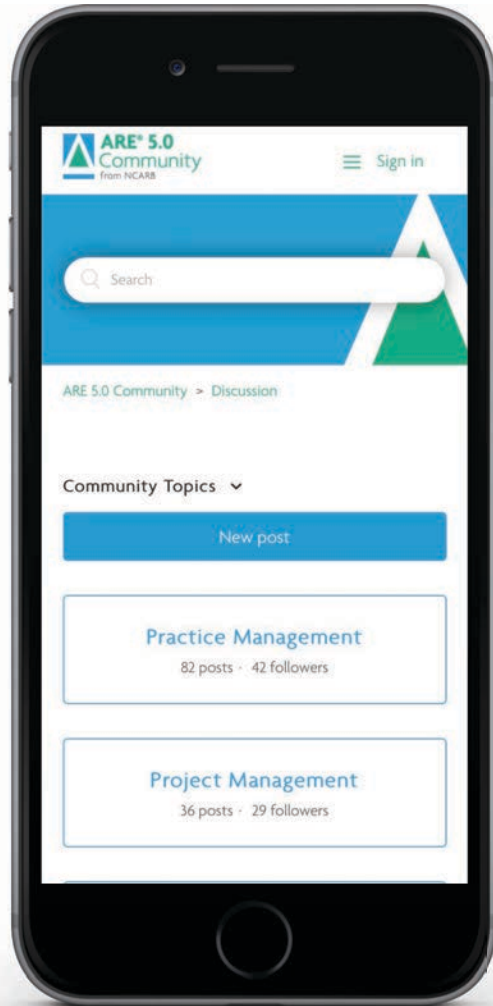 ARE® 5.0
Community
from NCARB
Sign in
Search
ARE 5.0 Community > Discussion
Community Topics
New post
Practice Management
82 posts · 42 followers
Project Management
36 posts · 29 followers